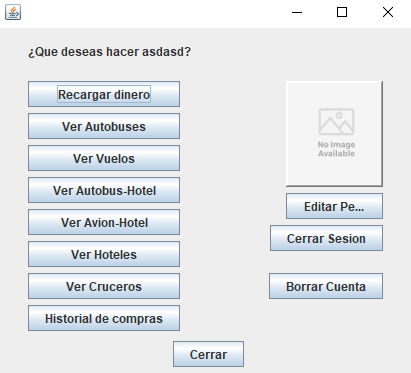 ¿Que deseas hacer asdasd?
Recargar dinero
Ver Autobuses
Ver Vuelos
Ver Autobus-Hotel
Ver Avion-Hotel
Ver Hoteles
Ver Cruceros
Historial de compras
No Image
Available
Editar Pe...
Cerrar Sesion
Borrar Cuenta
Cerrar